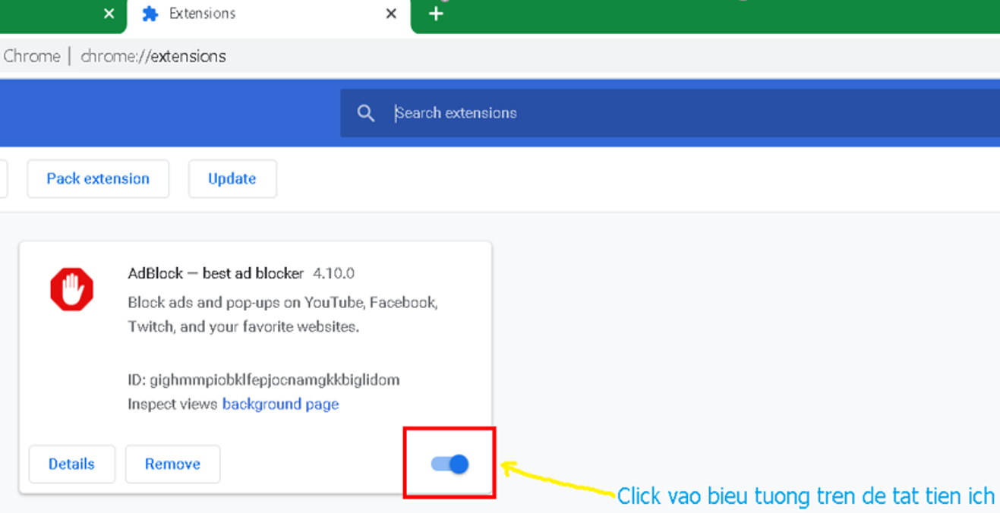 Extensions
Chrome | chrome://extensions
Search extensions
Pack extension Update
AdBlock — best ad blocker 4.10.0
Block ads and pop-ups on YouTube, Facebook,
Twitch, and your favorite websites.
ID: gighmmpiobklfepjocnamgkkbiglidom
Inspect views background page
Details Remove
Click vao bieu tuong tren de tat tien ich